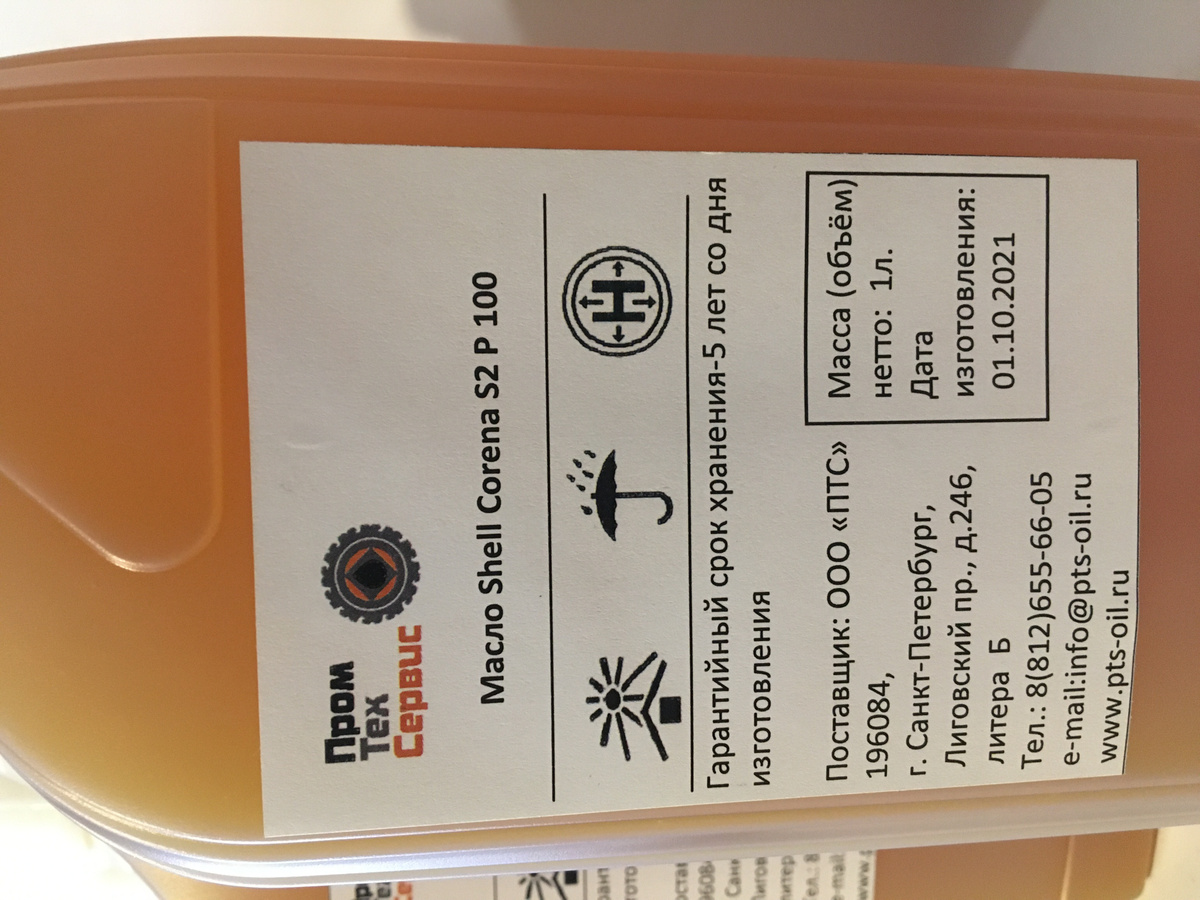 Пром
Тех
Сервис
Масло Shell Corena S2 P 100
Гарантийный срок хранения-5 лет со дня
изготовления
Поставщик: ООО «ПТС»
196084,
г. Санкт-Петербург,
Лиговский пр., д.246,
литера Б
Тел.: 8(812)655-66-05
e-mail:info@pts-oil.ru
www.pts-oil.ru
Масса (объём)
нетто: 1л.
Дата
изготовления:
01.10.2021